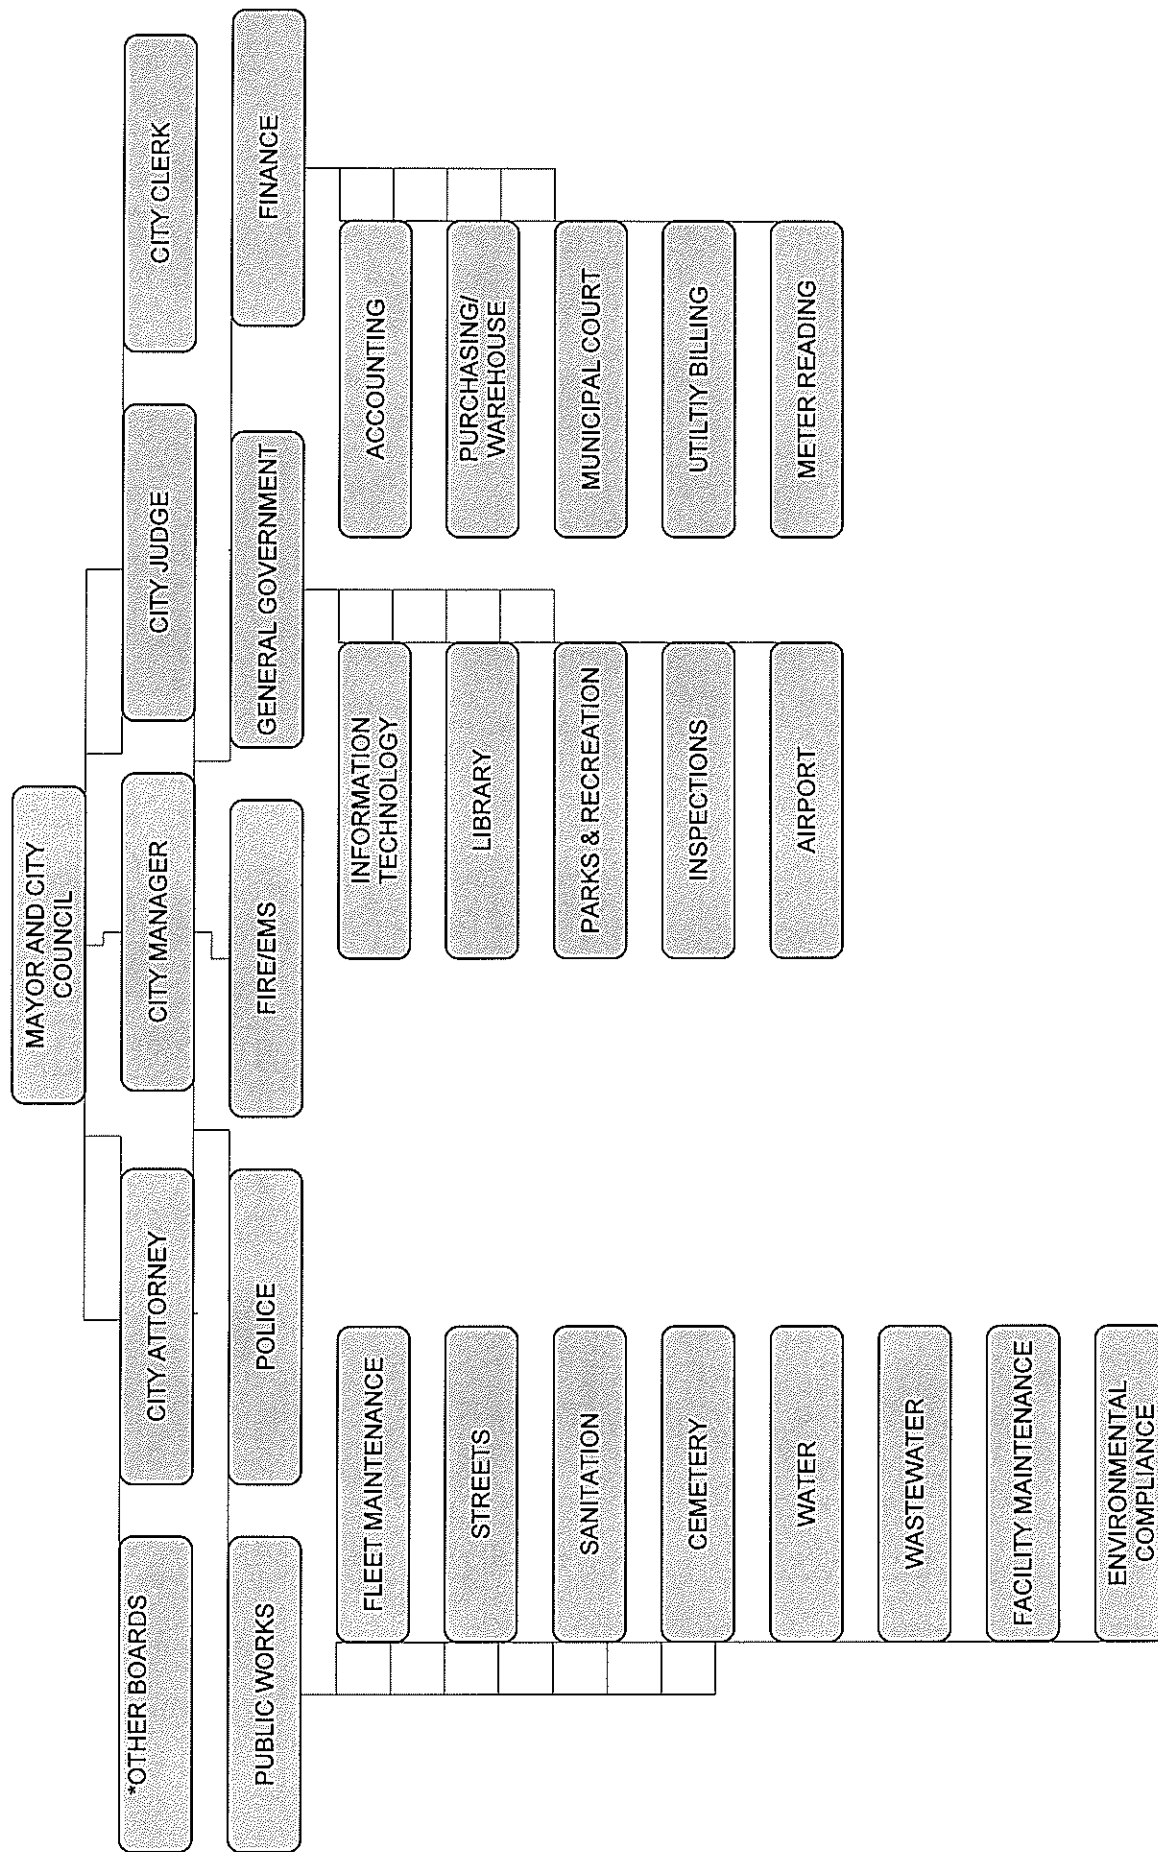 MAYOR AND CITY
COUNCIL
*OTHER BOARDS
CITY ATTORNEY
CITY MANAGER
CITY JUDGE
CITY CLERK
PUBLIC WORKS
POLICE
FIRE/EMS
GENERAL GOVERNMENT
FINANCE
FLEET MAINTENANCE
STREETS
SANITATION
CEMETERY
WATER
WASTEWATER
FACILITY MAINTENANCE
ENVIRONMENTAL
COMPLIANCE
INFORMATION
TECHNOLOGY
LIBRARY
PARKS & RECREATION
INSPECTIONS
AIRPORT
ACCOUNTING
PURCHASING/
WAREHOUSE
MUNICIPAL COURT
UTILTIY BILLING
METER READING